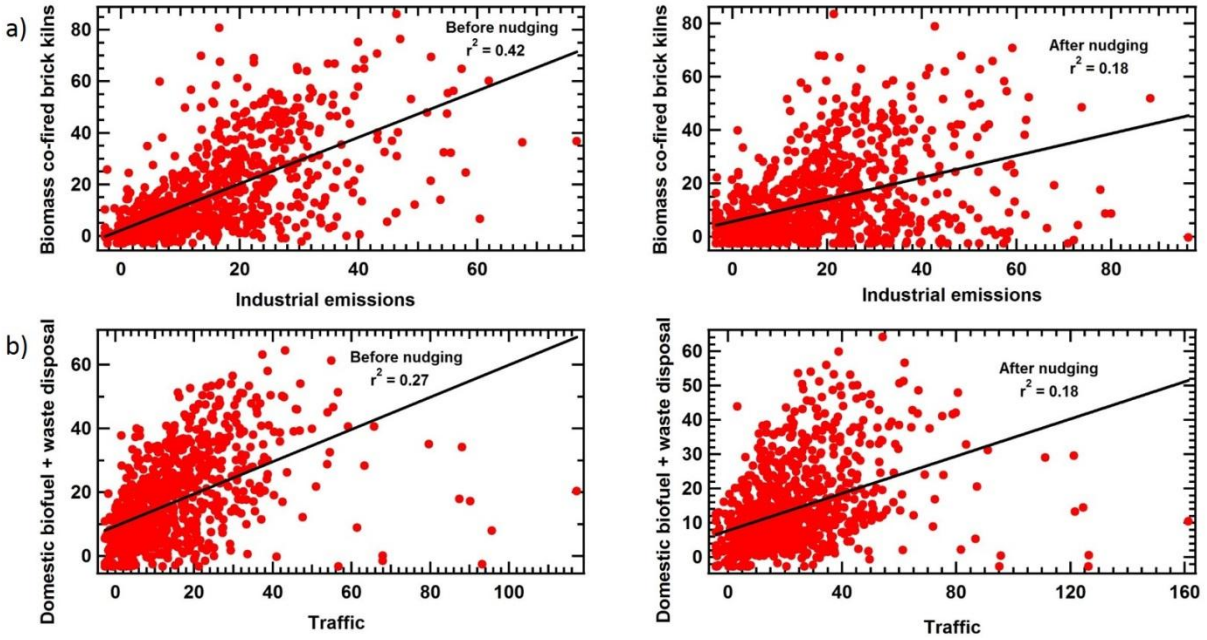 a)
Biomass co-fired brick kilns
80
60
40
20
0
Before nudging
r² = 0.42
0 20 40 60
Industrial emissions
Biomass co-fired brick kilns
80
60
40
20
0
After nudging
r² = 0.18
0 20 40 60 80
Industrial emissions
b)
Domestic biofuel + waste disposal
60
40
20
0
Before nudging
r² = 0.27
0 20 40 60 80 100
Traffic
Domestic biofuel + waste disposal
60
50
40
30
20
10
0
After nudging
r² = 0.18
0 40 80 120 160
Traffic